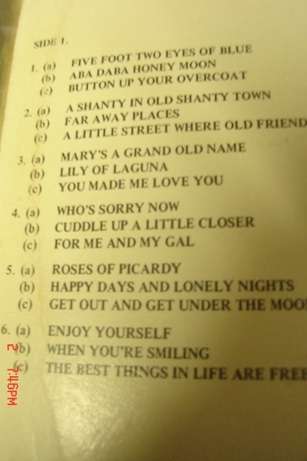 SIDE 1.
1. (a) FIVE FOOT TWO EYES OF BLUE
(b) ABA DABA HONEY MOON
(c) BUTTON UP YOUR OVERCOAT
2. (a) A SHANTY IN OLD SHANTY TOWN
(b) FAR AWAY PLACES
(c) A LITTLE STREET WHERE OLD FRIEND
3. (a) MARY'S A GRAND OLD NAME
(b) LILY OF LAGUNA
(c) YOU MADE ME LOVE YOU
4. (a) WHO'S SORRY NOW
(b) CUDDLE UP A LITTLE CLOSER
(c) FOR ME AND MY GAL
5. (a) ROSES OF PICARDY
(b) HAPPY DAYS AND LONELY NIGHTS
(c) GET OUT AND GET UNDER THE MOO
6. (a) ENJOY YOURSELF
(b) WHEN YOU'RE SMILING
(c) THE BEST THINGS IN LIFE ARE FREE